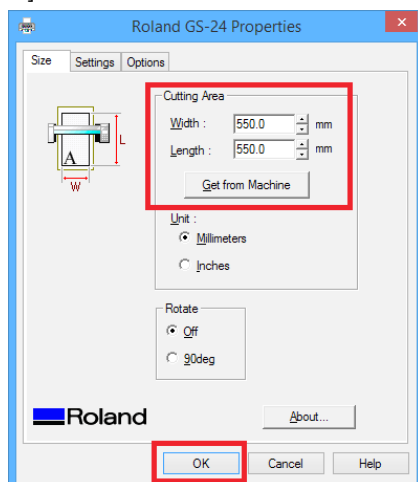 Roland GS-24 Properties
Size Settings Options
Cutting Area
Width : 550.0 mm
Length : 550.0 mm
Get from Machine
Unit :
Millimeters
Inches
L
A
W
Rotate
Off
90deg
Roland
About...
OK Cancel Help